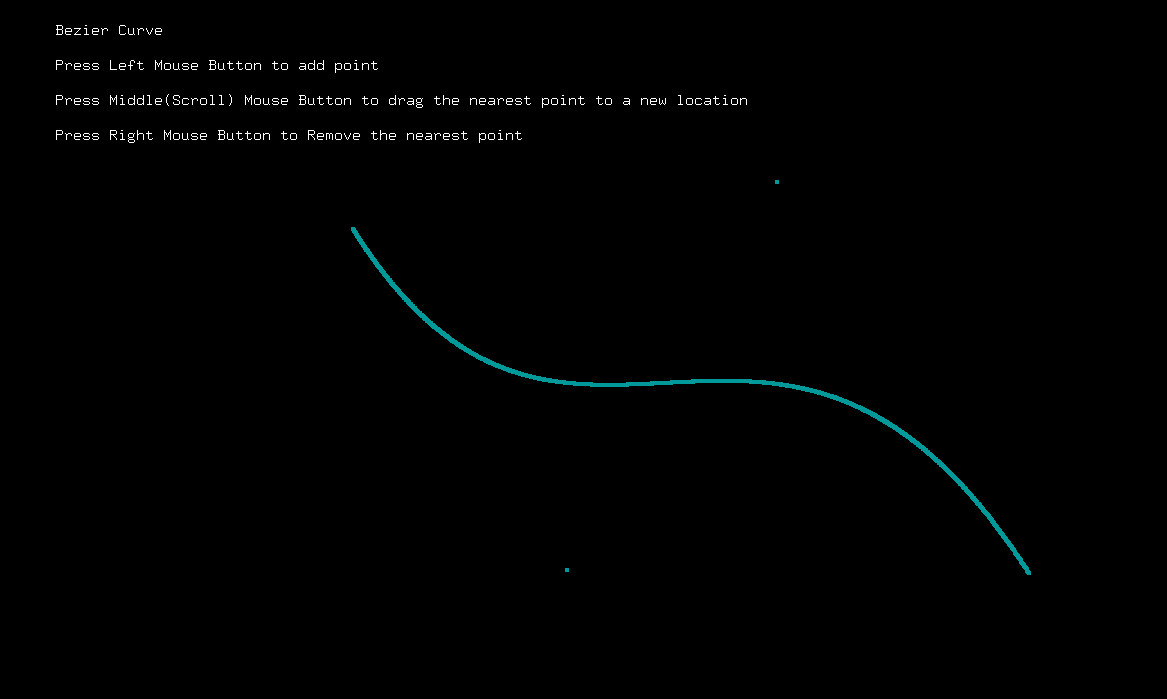 Bezier Curve
Press Left Mouse Button to add point
Press Middle(Scroll) Mouse Button to drag the nearest point to a new location
Press Right Mouse Button to Remove the nearest point